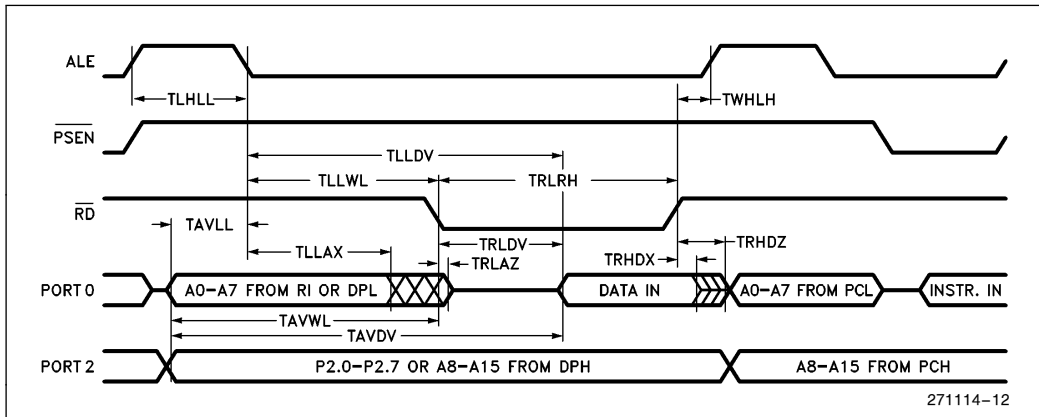 ALE
TLHLL
TWHLH
PSEN
TLLDV
TLLWL
TRLRH
RD
TAVLL
TLLAX
TRLDV
TRLAZ
TRHDX
TRHDZ
PORT 0
A0–A7 FROM RI OR DPL
DATA IN
A0–A7 FROM PCL
INSTR. IN
TAVWL
TAVDV
PORT 2
P2.0–P2.7 OR A8–A15 FROM DPH
A8–A15 FROM PCH
271114–12